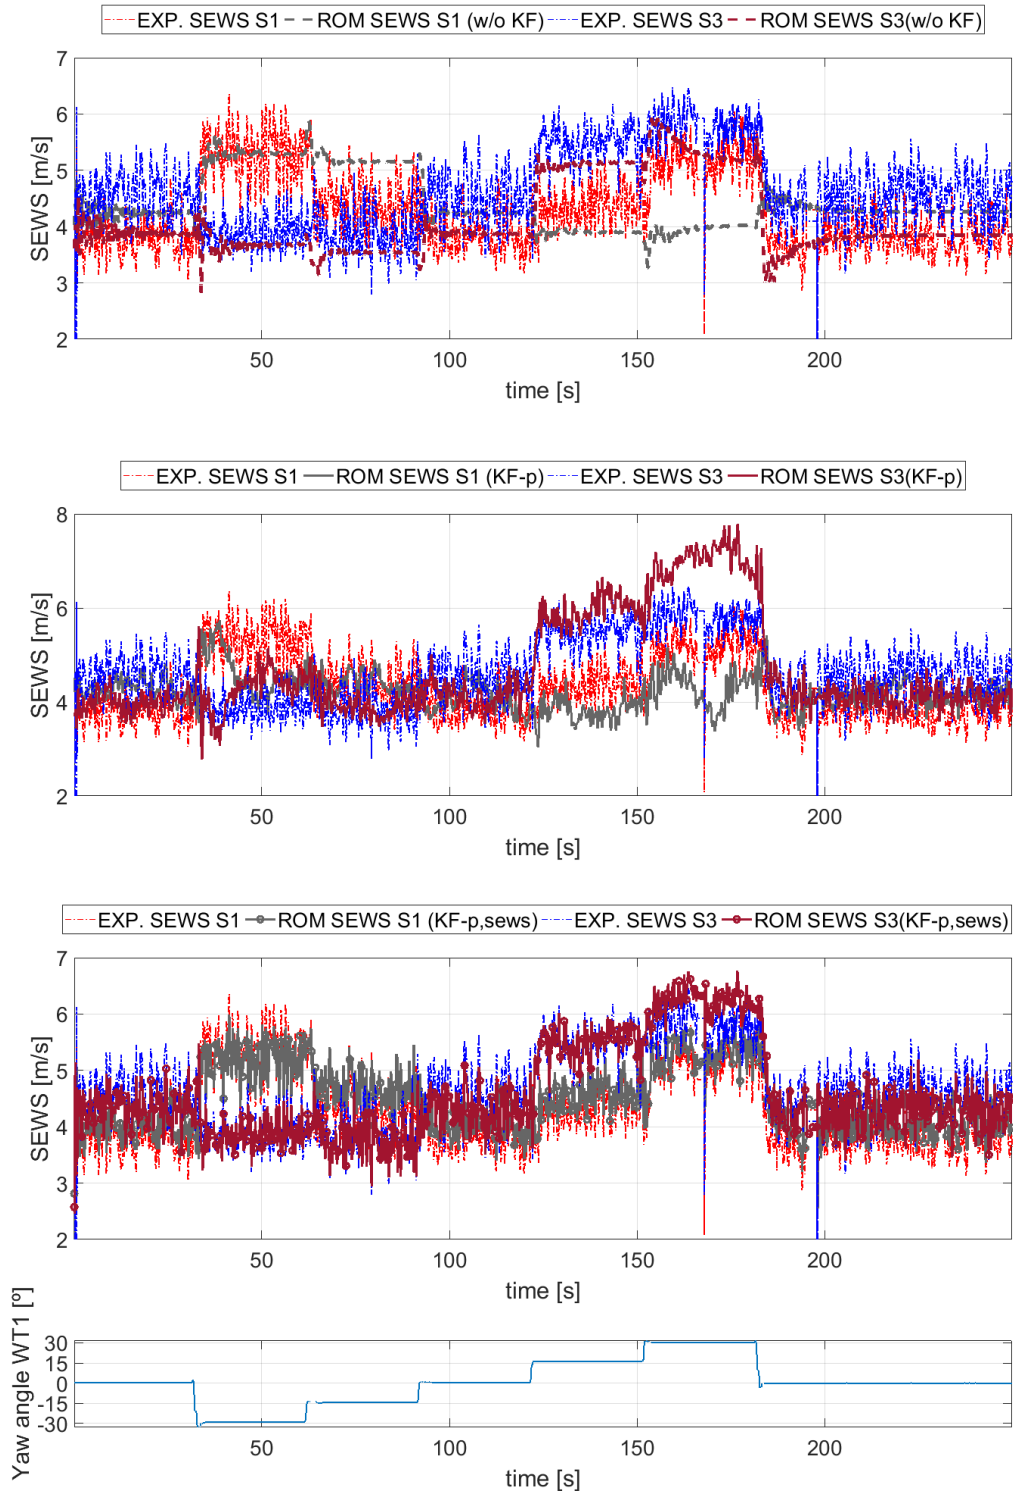 EXP. SEWS S1 ROM SEWS S1 (w/o KF) EXP. SEWS S3 ROM SEWS S3(w/o KF)
7
6
5
4
3
2
SEWS [m/s]
50 100 150 200
time [s]
EXP. SEWS S1 ROM SEWS S1 (KF-p) EXP. SEWS S3 ROM SEWS S3(KF-p)
8
6
4
2
SEWS [m/s]
50 100 150 200
time [s]
EXP. SEWS S1 ROM SEWS S1 (KF-p,sews) EXP. SEWS S3 ROM SEWS S3(KF-p,sews)
7
6
5
4
3
2
SEWS [m/s]
50 100 150 200
time [s]
Yaw angle WT1 [º]
30
15
0
-15
-30
50 100 150 200
time [s]